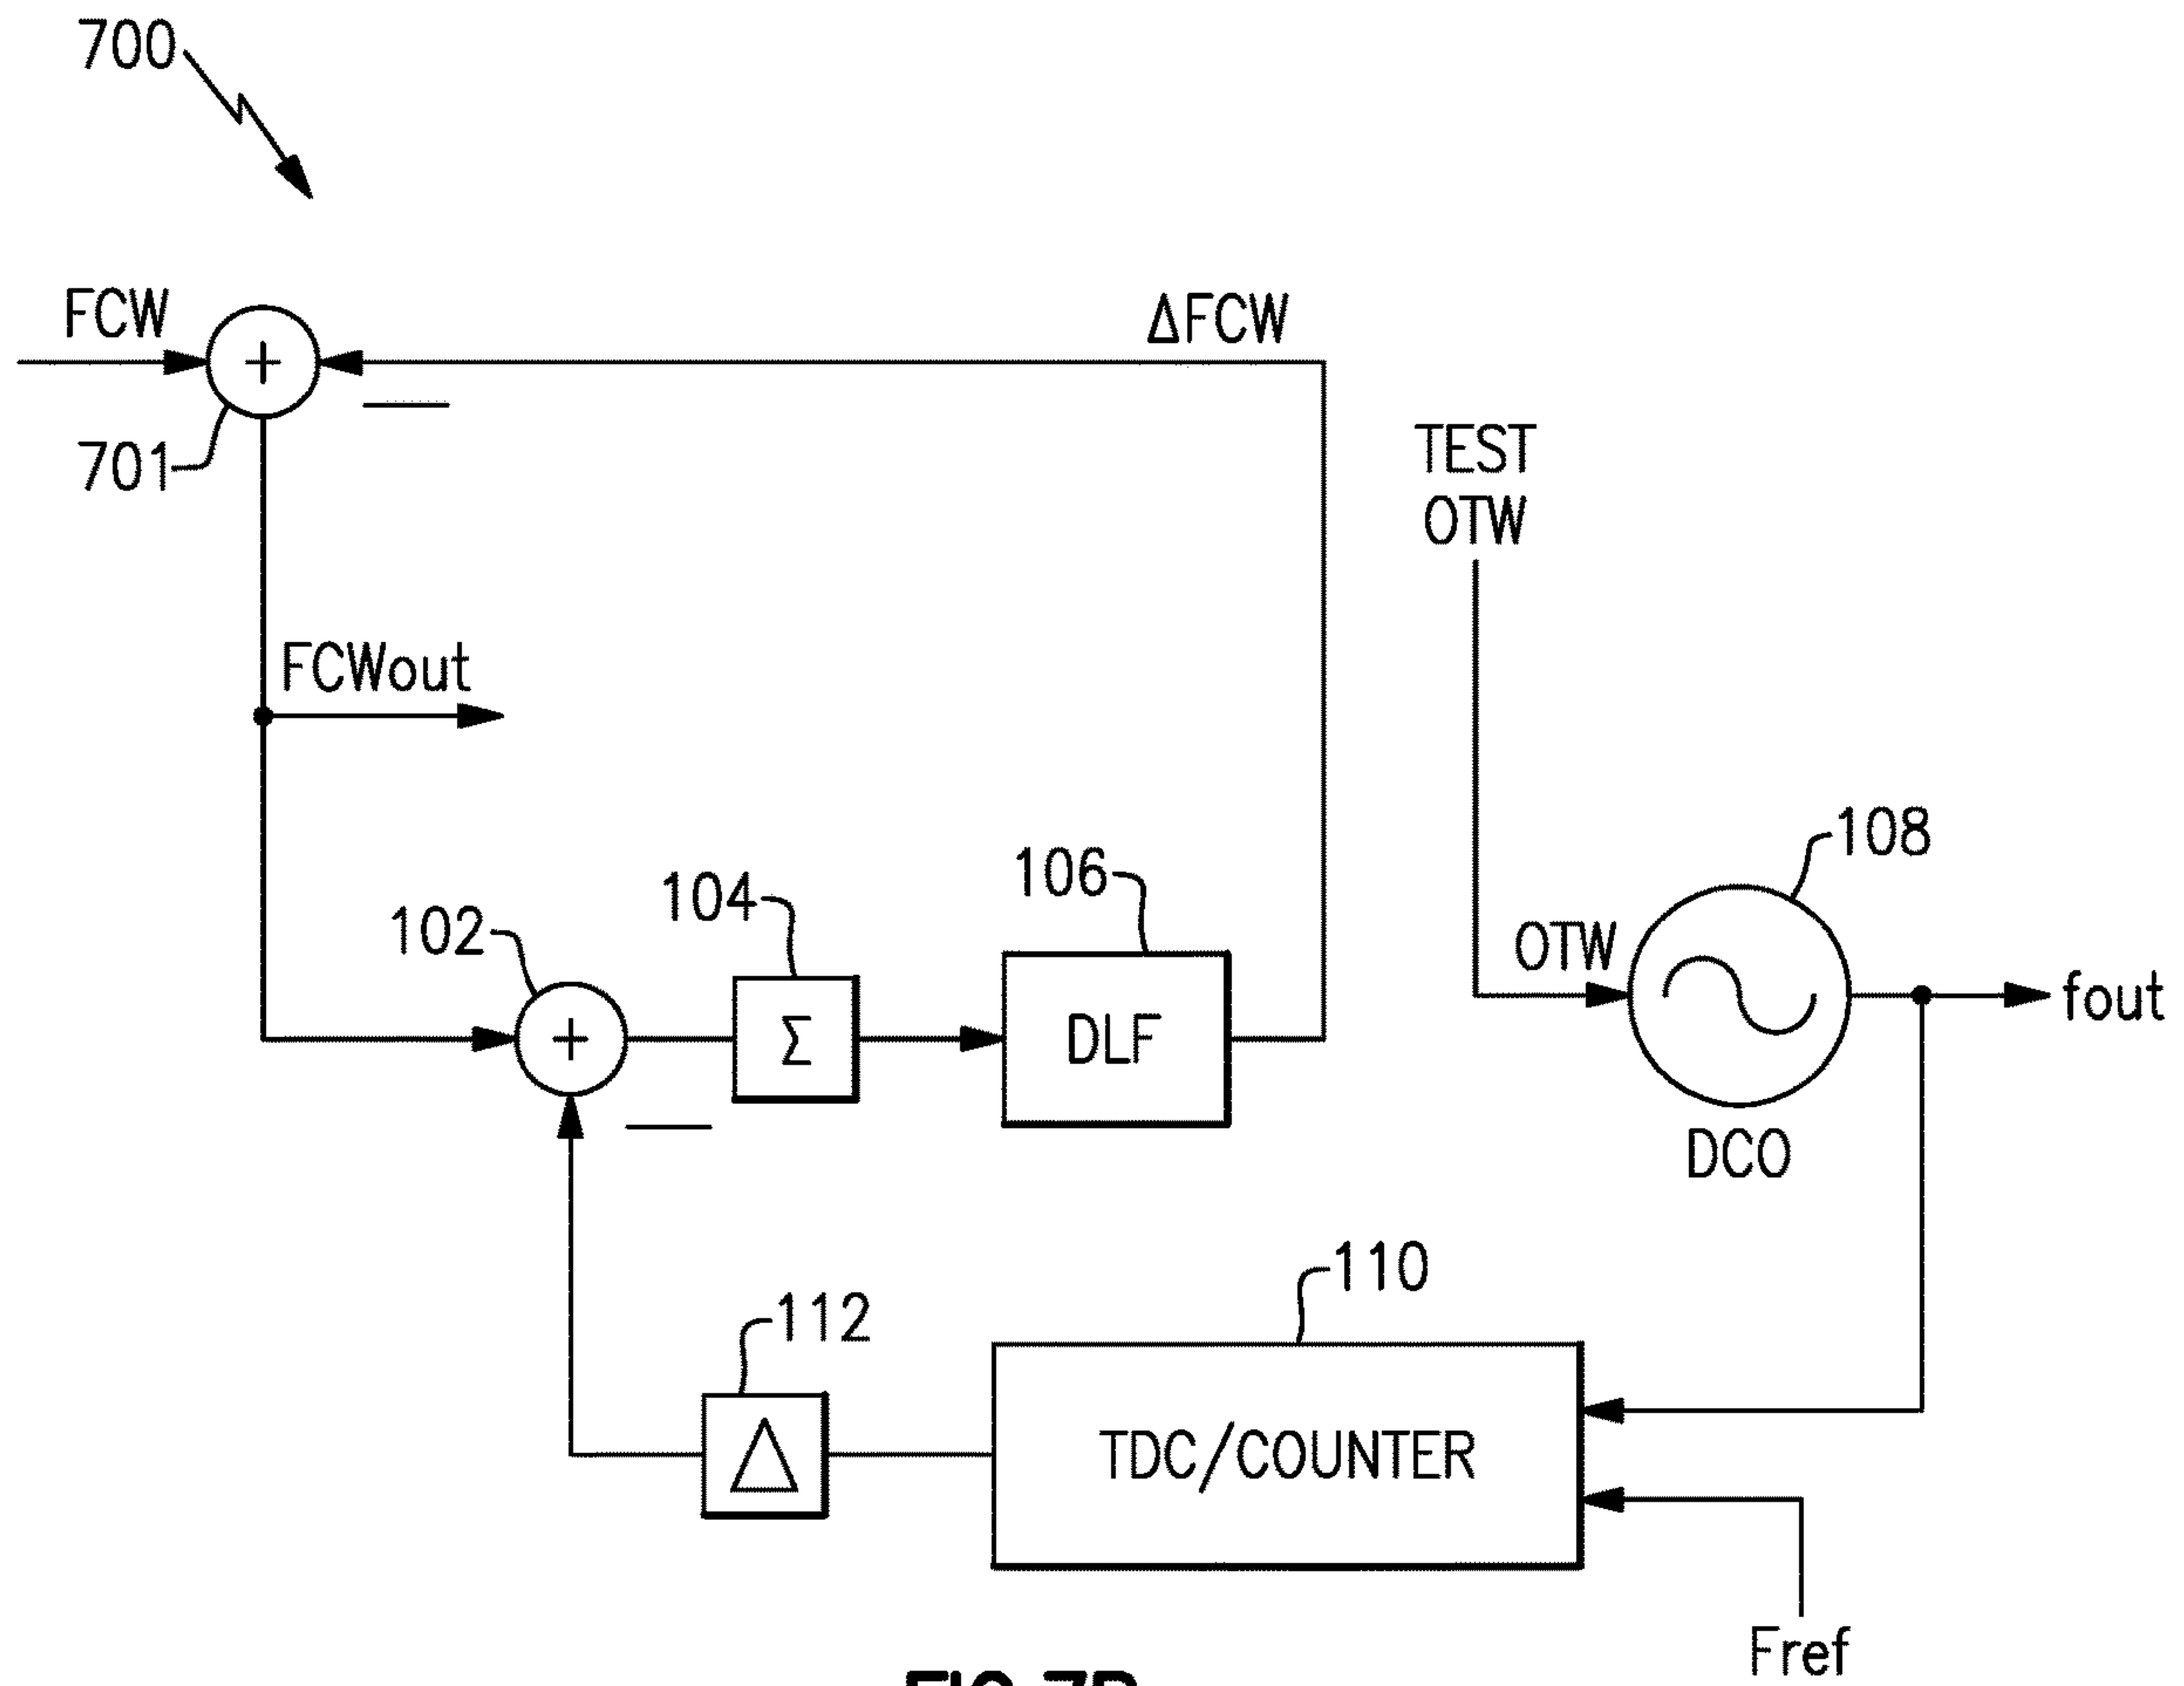 700
FCW
+
ΔFCW
701
TEST
OTW
FCWout
108
106
104
102
OTW
fout
+
Σ
DLF
DCO
110
112
Δ
TDC/COUNTER
Fref